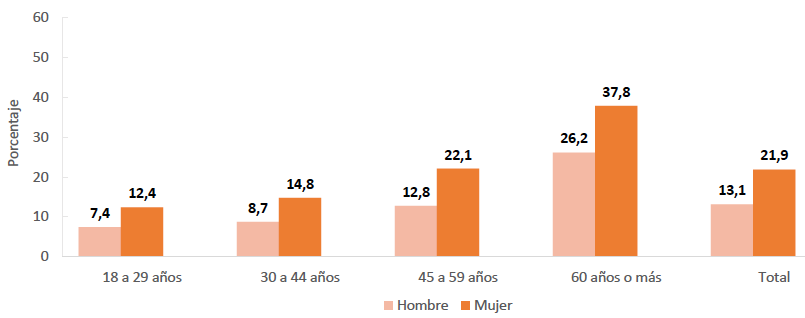 60
50
40
30
20
10
0
Porcentaje
7,4
12,4
8,7
14,8
12,8
22,1
26,2
37,8
13,1
21,9
18 a 29 años
30 a 44 años
45 a 59 años
60 años o más
Total
Hombre
Mujer